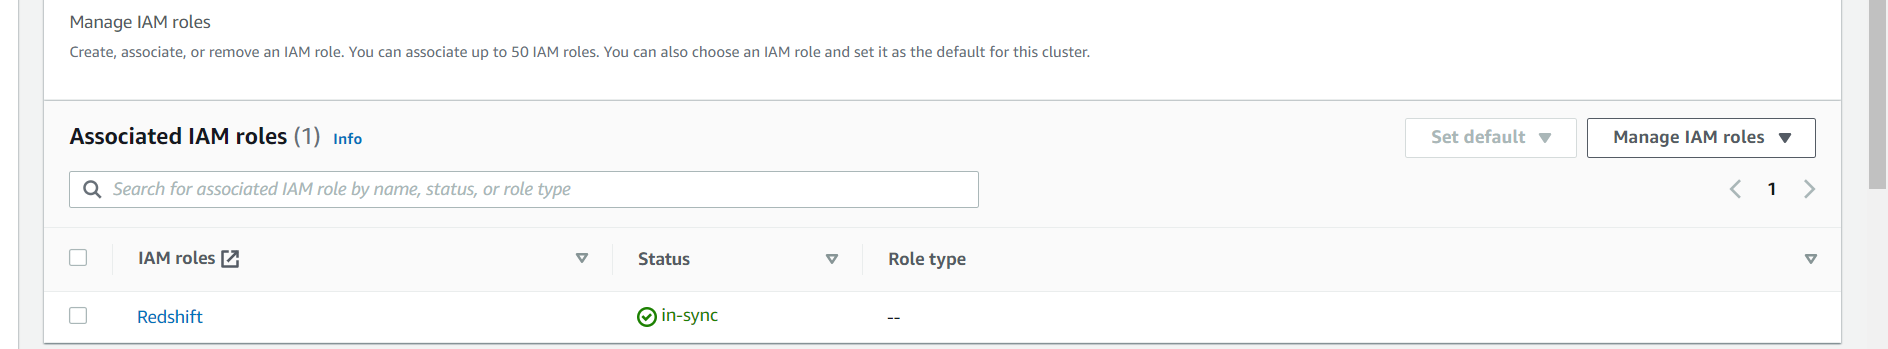 Manage IAM roles
Create, associate, or remove an IAM role. You can associate up to 50 IAM roles. You can also choose an IAM role and set it as the default for this cluster.
Associated IAM roles (1) Info
Set default Manage IAM roles
Search for associated IAM role by name, status, or role type
1
IAM roles Status Role type
Redshift in-sync --